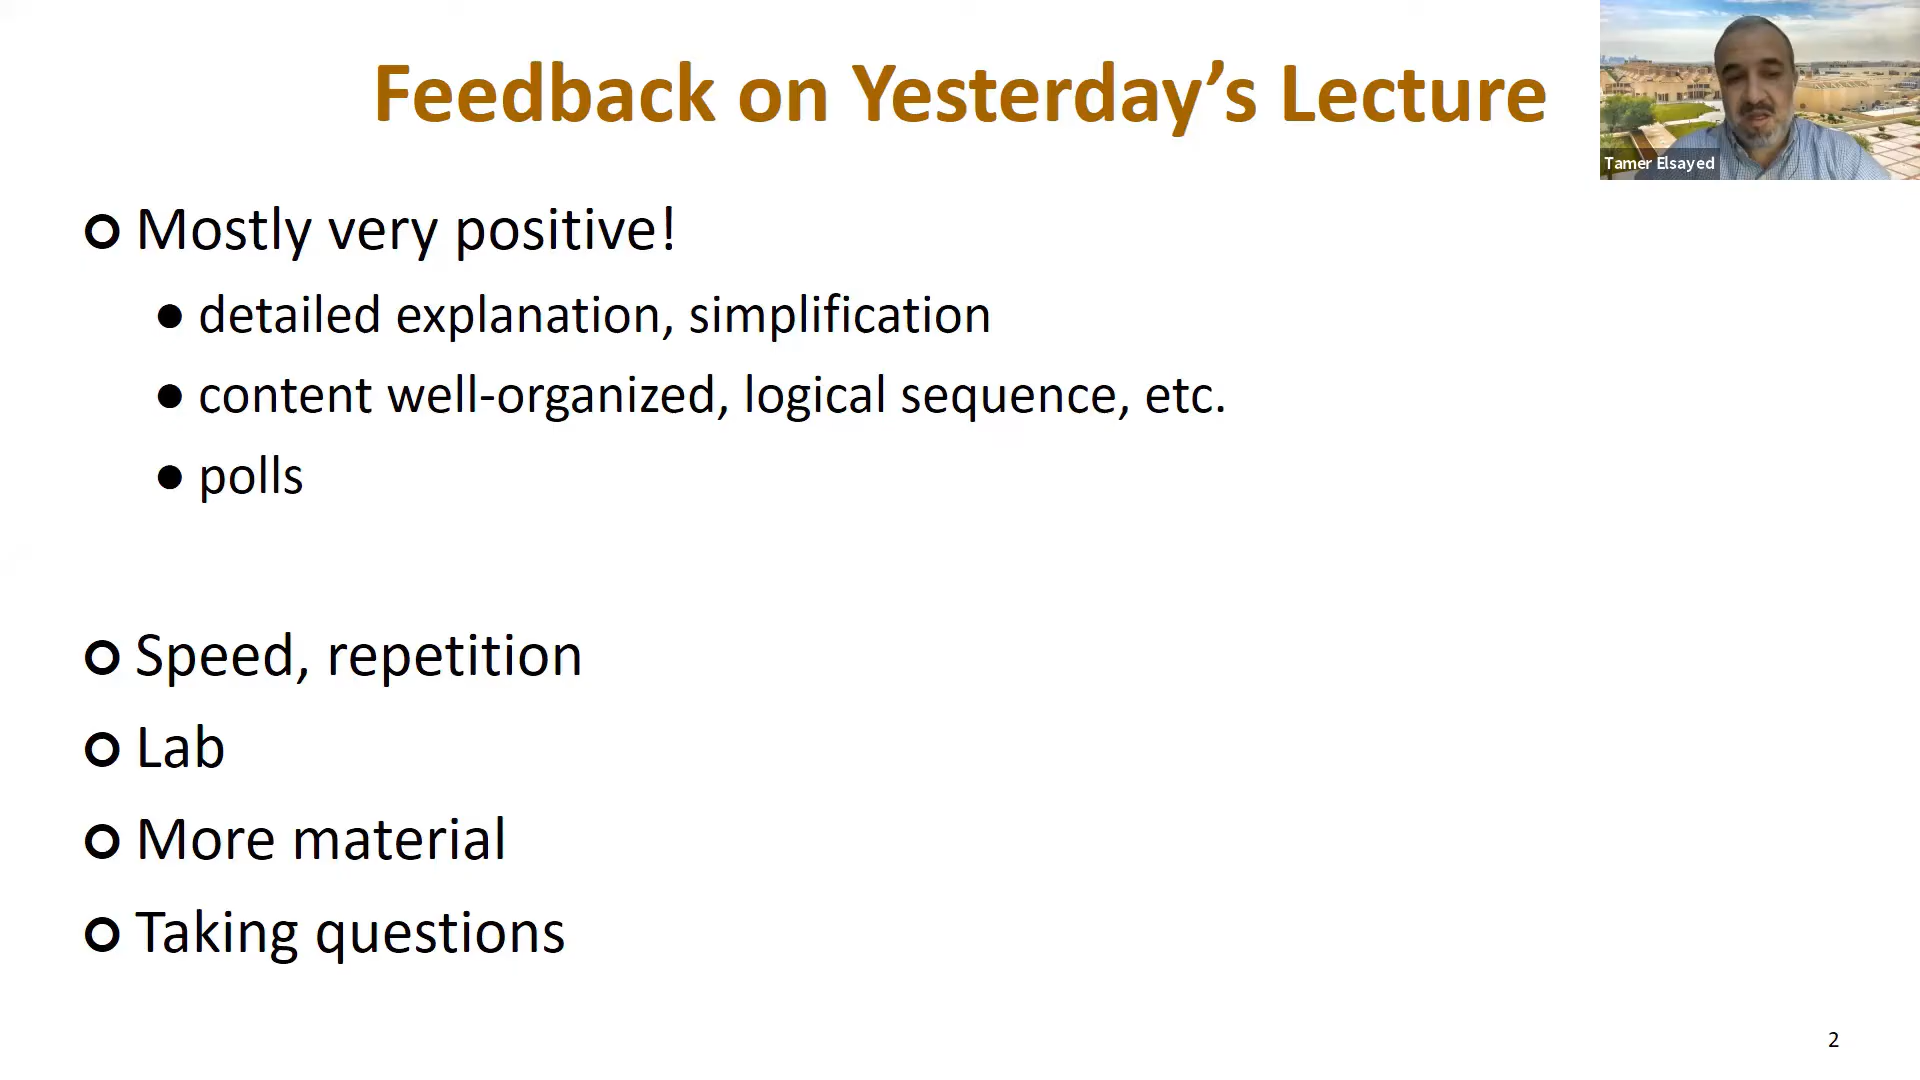 Feedback on Yesterday’s Lecture
Tamer Elsayed
Mostly very positive!
detailed explanation, simplification
content well-organized, logical sequence, etc.
polls
Speed, repetition
Lab
More material
Taking questions
2